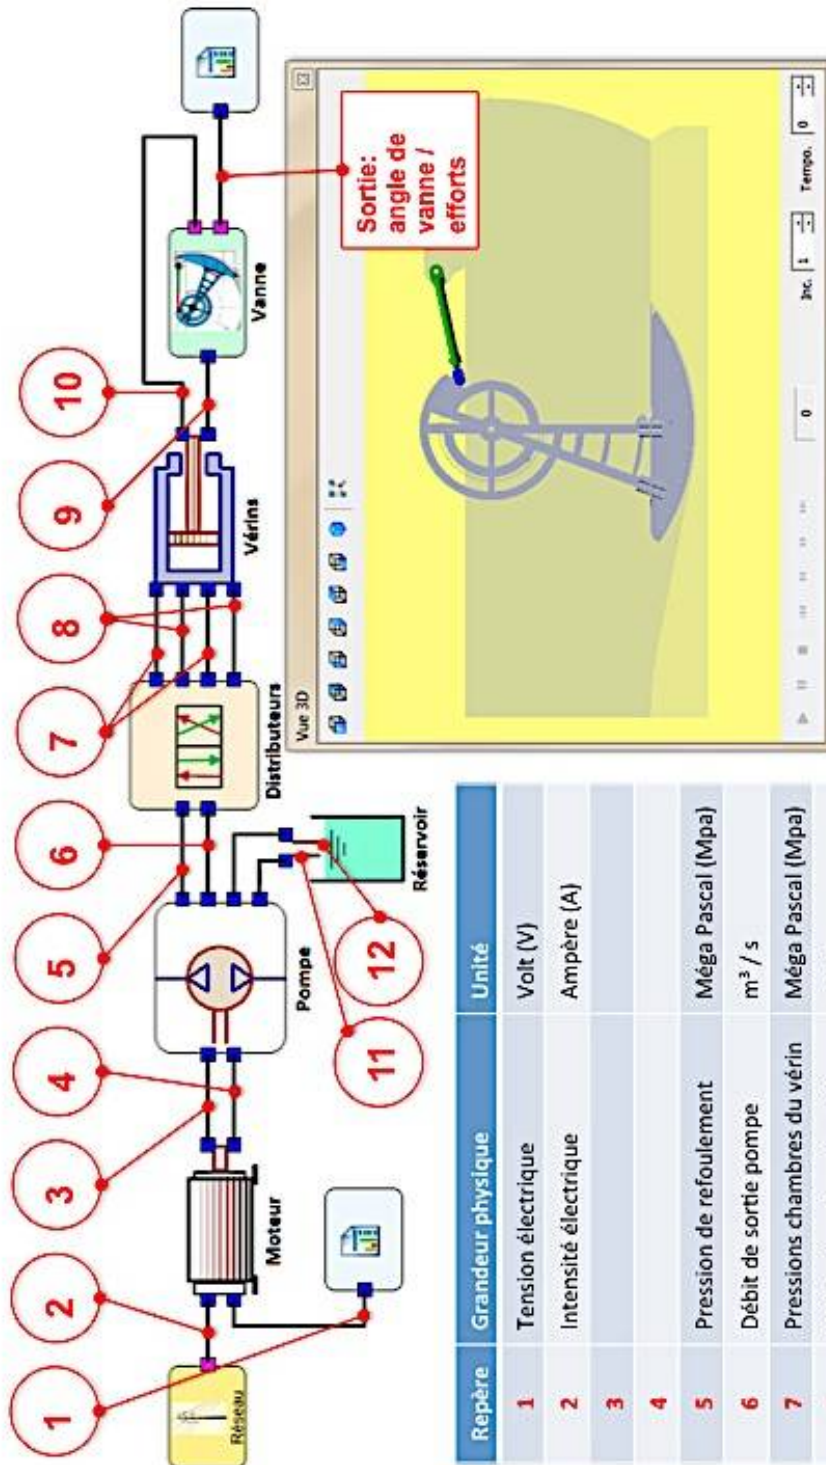 1
2
3
4
5
6
7
8
9
10
11
12
Réseau
Moteur
Pompe
Réservoir
Distributeurs
Vérins
Vanne
Sortie:
angle de
vanne /
efforts
Vue 3D
0
Inc. 1
Tempo. 0
Repère Grandeur physique Unité
1 Tension électrique Volt (V)
2 Intensité électrique Ampère (A)
3
4
5 Pression de refoulement Méga Pascal (Mpa)
6 Débit de sortie pompe m³ / s
7 Pressions chambres du vérin Méga Pascal (Mpa)